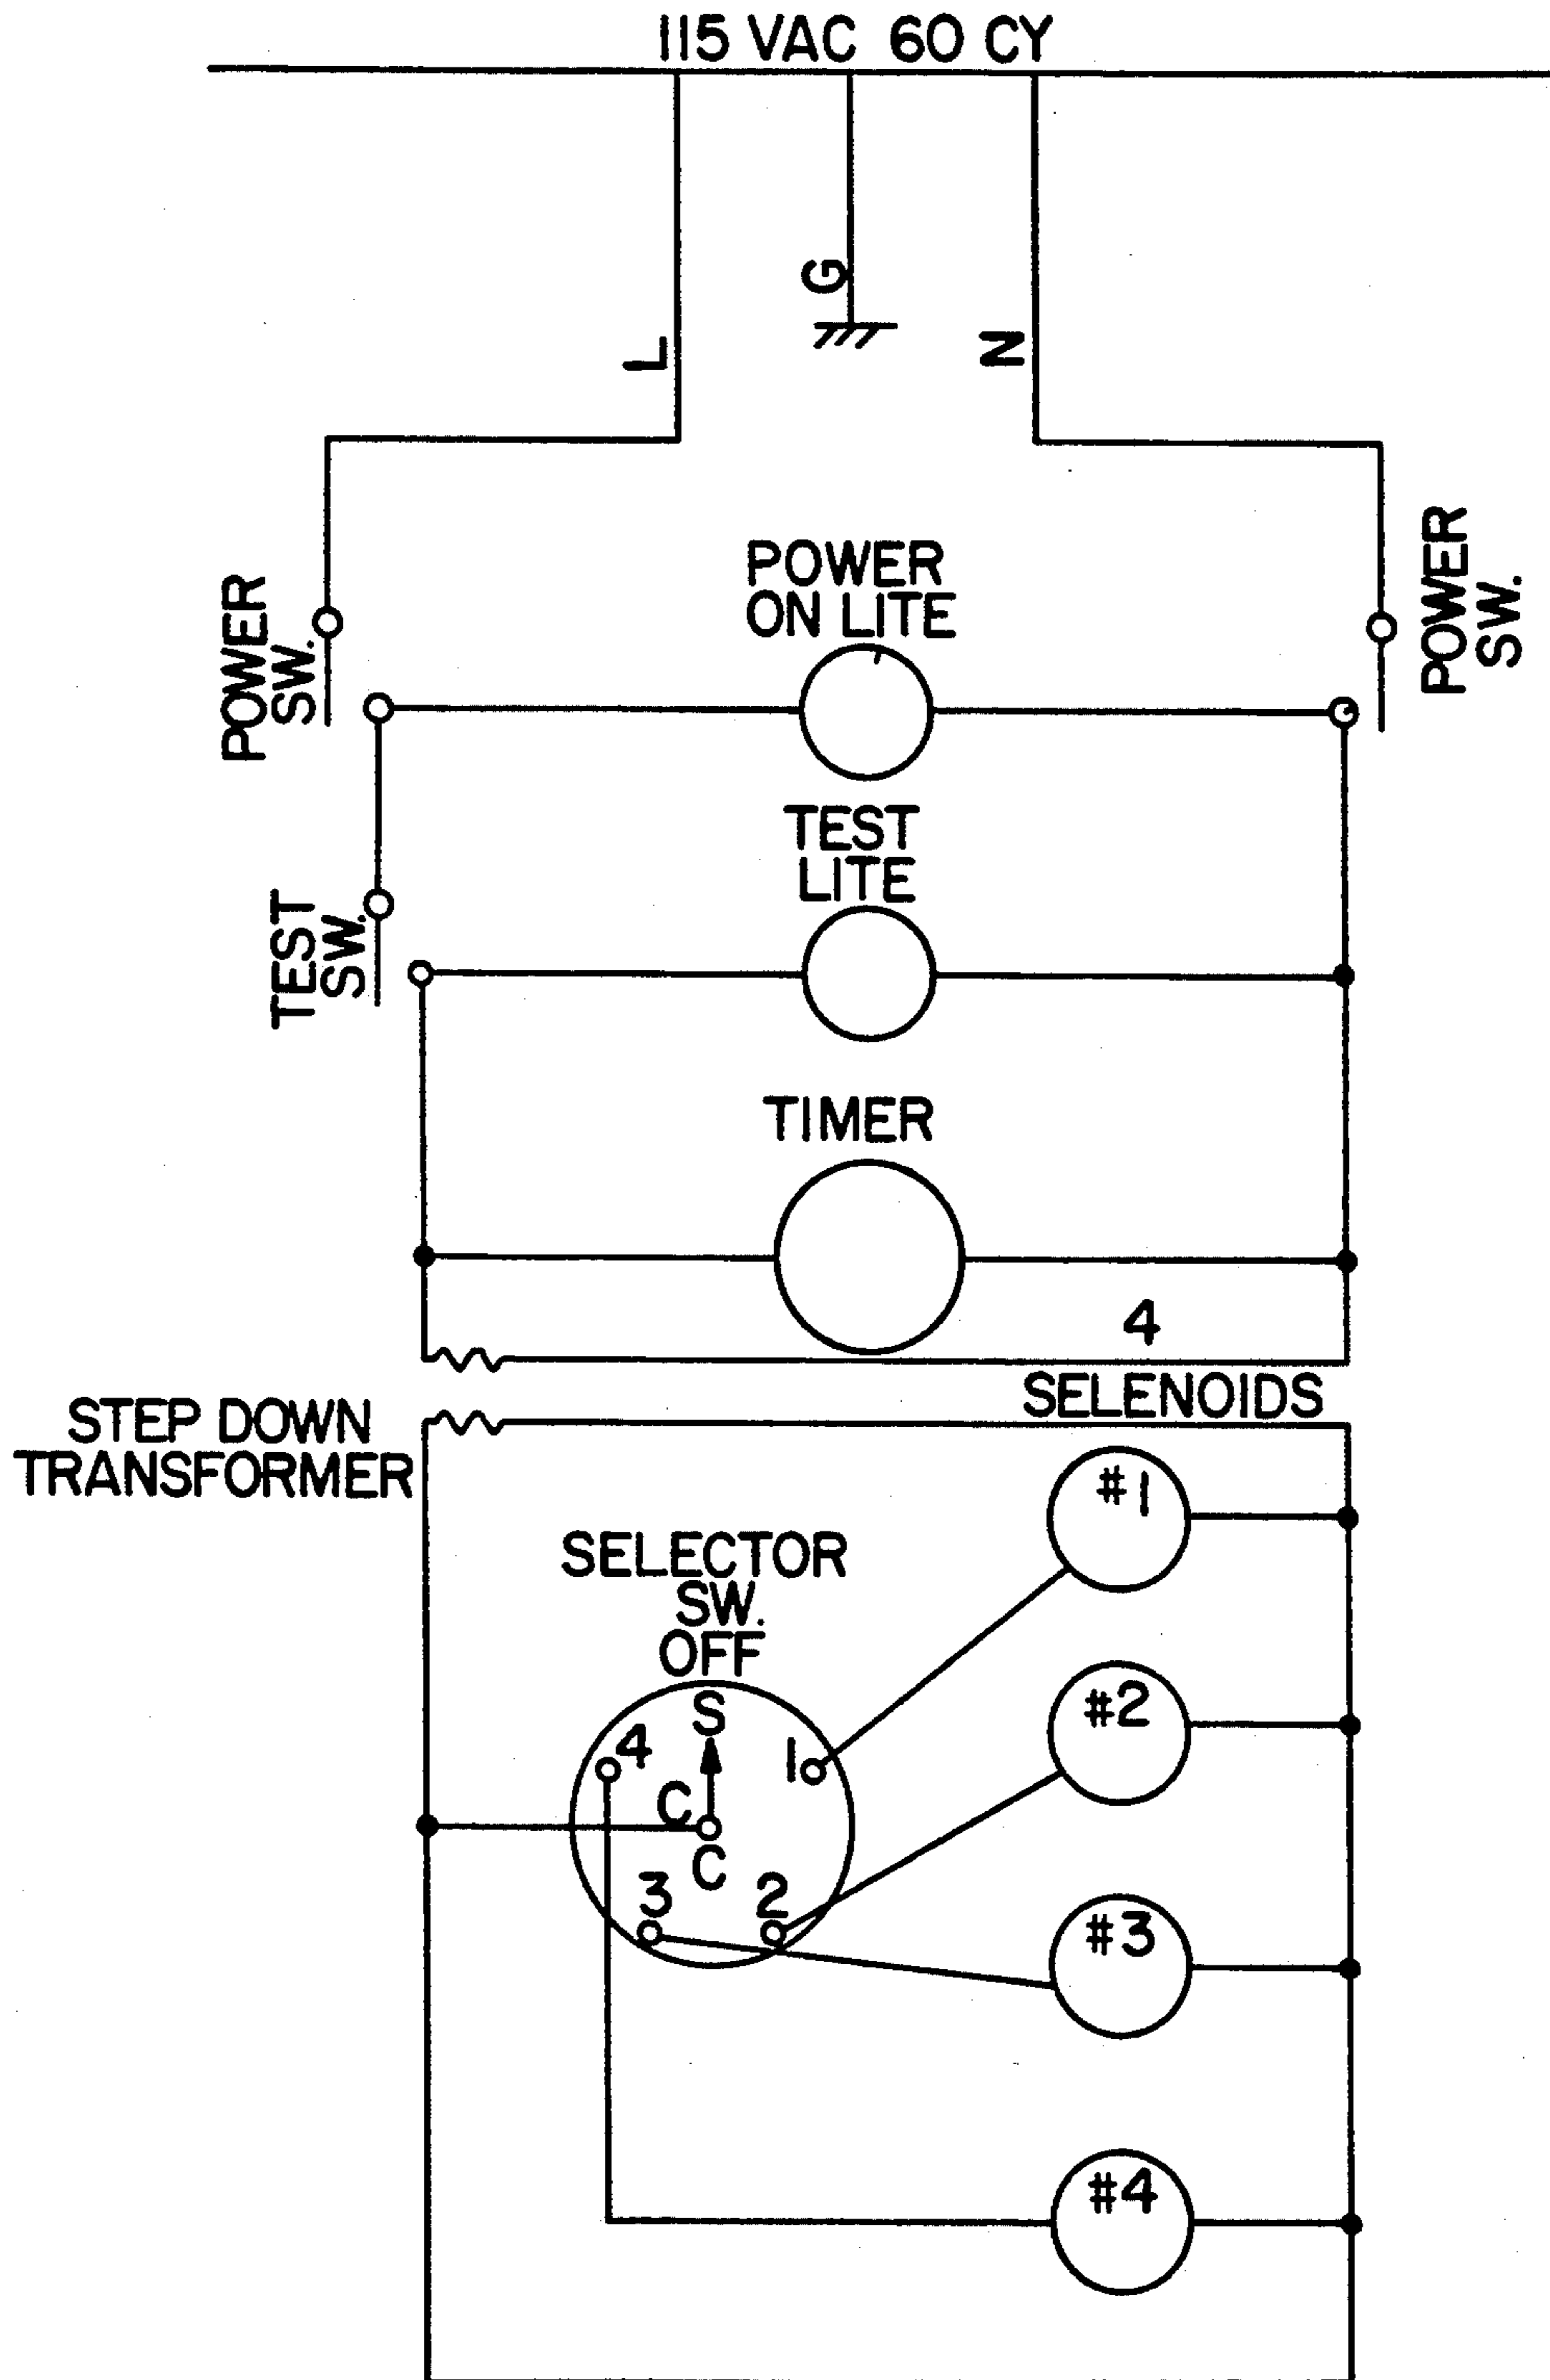 115 VAC 60 CY
L
G
N
POWER
SW.
POWER
ON LITE
POWER
SW.
TEST
LITE
TEST
SW.
TIMER
4
SELENOIDS
STEP DOWN
TRANSFORMER
#1
SELECTOR
SW.
OFF
S
4
1
C
C
3
2
#2
#3
#4